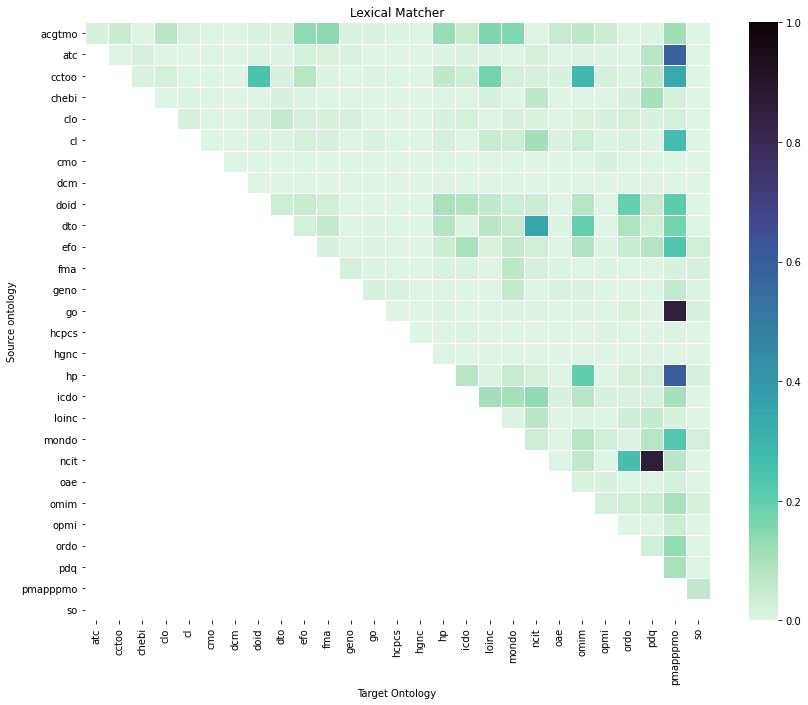 Lexical Matcher
Source ontology
acgtmo
atc
cctoo
chebi
clo
cl
cmo
dcm
doid
dto
efo
fma
geno
go
hcpcs
hgnc
hp
icdo
loinc
mondo
ncit
oae
omim
opmi
ordo
pdq
pmapppmo
so
atc
cctoo
chebi
clo
cl
cmo
dcm
doid
dto
efo
fma
geno
go
hcpcs
hgnc
hp
icdo
loinc
mondo
ncit
oae
omim
opmi
ordo
pdq
pmapppmo
so
Target Ontology
1.0
0.8
0.6
0.4
0.2
0.0